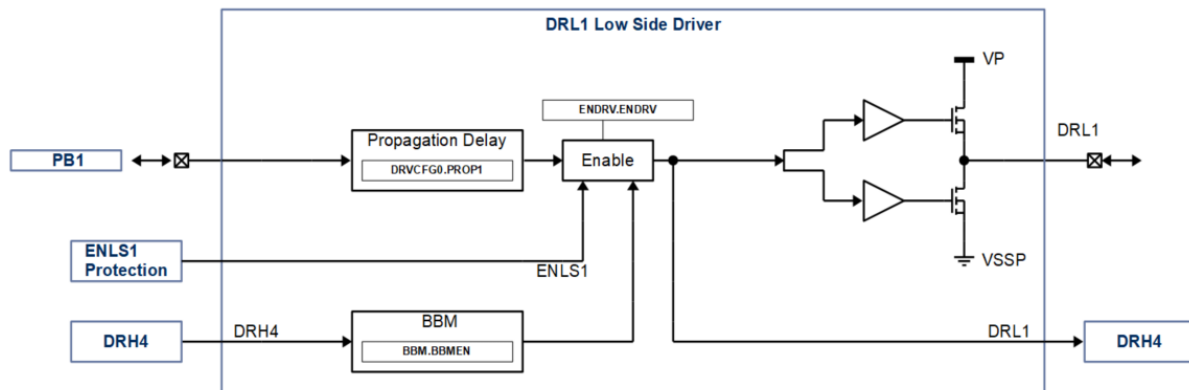 DRL1 Low Side Driver
VP
ENDRV.ENDRV
DRL1
Propagation Delay
PB1
Enable
DRVCFG0.PROP1
ENLS1
Protection
ENLS1
VSSP
BBM
DRH4
DRH4
BBM.BBMEN
DRL1
DRH4